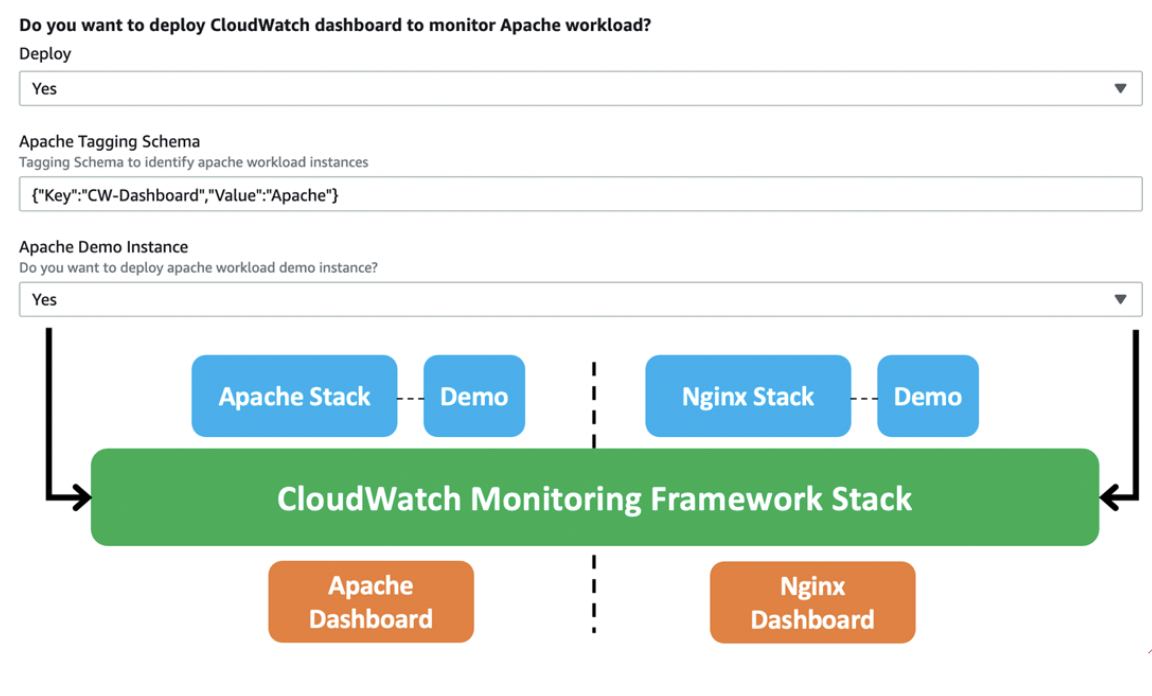 Do you want to deploy CloudWatch dashboard to monitor Apache workload?
Deploy
Yes
Apache Tagging Schema
Tagging Schema to identify apache workload instances
{"Key":"CW-Dashboard","Value":"Apache"}
Apache Demo Instance
Do you want to deploy apache workload demo instance?
Yes
Apache Stack
Demo
Nginx Stack
Demo
CloudWatch Monitoring Framework Stack
Apache
Dashboard
Nginx
Dashboard